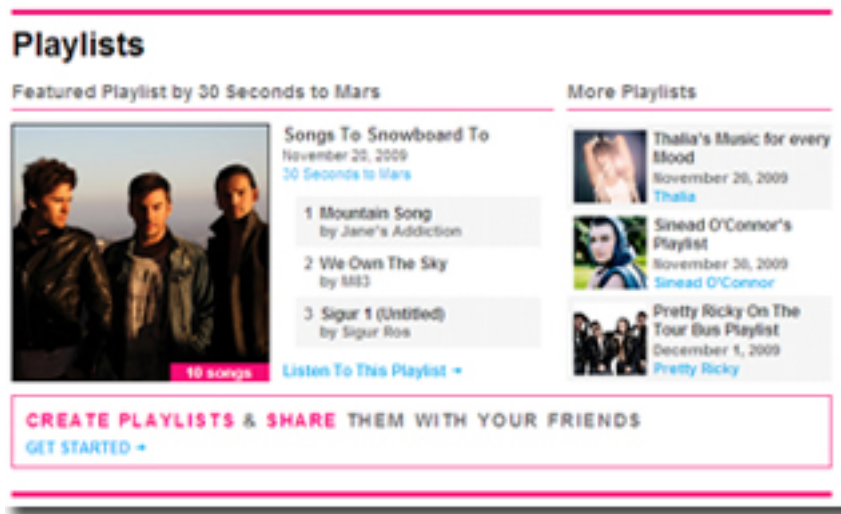 Playlists
Featured Playlist by 30 Seconds to Mars
Songs To Snowboard To
November 20, 2009
30 Seconds to Mars
1 Mountain Song
by Jane's Addiction
2 We Own The Sky
by M83
3 Sigur 1 (Untitled)
by Sigur Ros
10 songs
Listen To This Playlist
More Playlists
Thalia's Music for every
Mood
November 20, 2009
Thalia
Sinead O'Connor's
Playlist
November 30, 2009
Sinead O'Connor
Pretty Ricky On The
Tour Bus Playlist
December 1, 2009
Pretty Ricky
CREATE PLAYLISTS & SHARE THEM WITH YOUR FRIENDS
GET STARTED